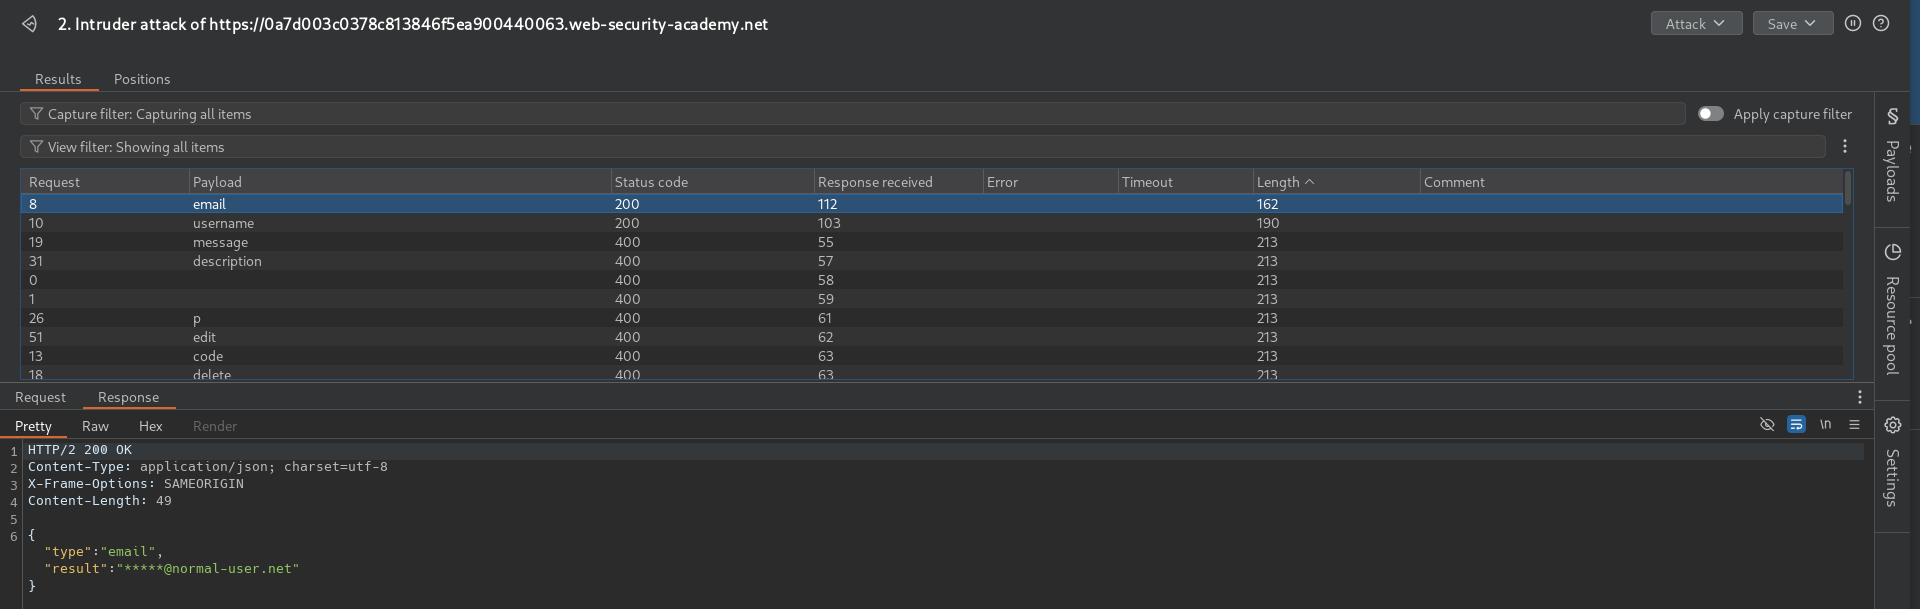 2. Intruder attack of https://0a7d003c0378c813846f5ea900440063.web-security-academy.net
Attack
Save
Results
Positions
Capture filter: Capturing all items
Apply capture filter
View filter: Showing all items
Request Payload Status code Response received Error Timeout Length Comment
8 email 200 112 162
10 username 200 103 190
19 message 400 55 213
31 description 400 57 213
0 400 58 213
1 400 59 213
26 p 400 61 213
51 edit 400 62 213
13 code 400 63 213
18 delete 400 63 213
Payloads
Resource pool
Settings
Request
Response
Pretty
Raw
Hex
Render
\n
1 HTTP/2 200 OK
2 Content-Type: application/json; charset=utf-8
3 X-Frame-Options: SAMEORIGIN
4 Content-Length: 49
5
6 {
"type":"email",
"result":"*****@normal-user.net"
}